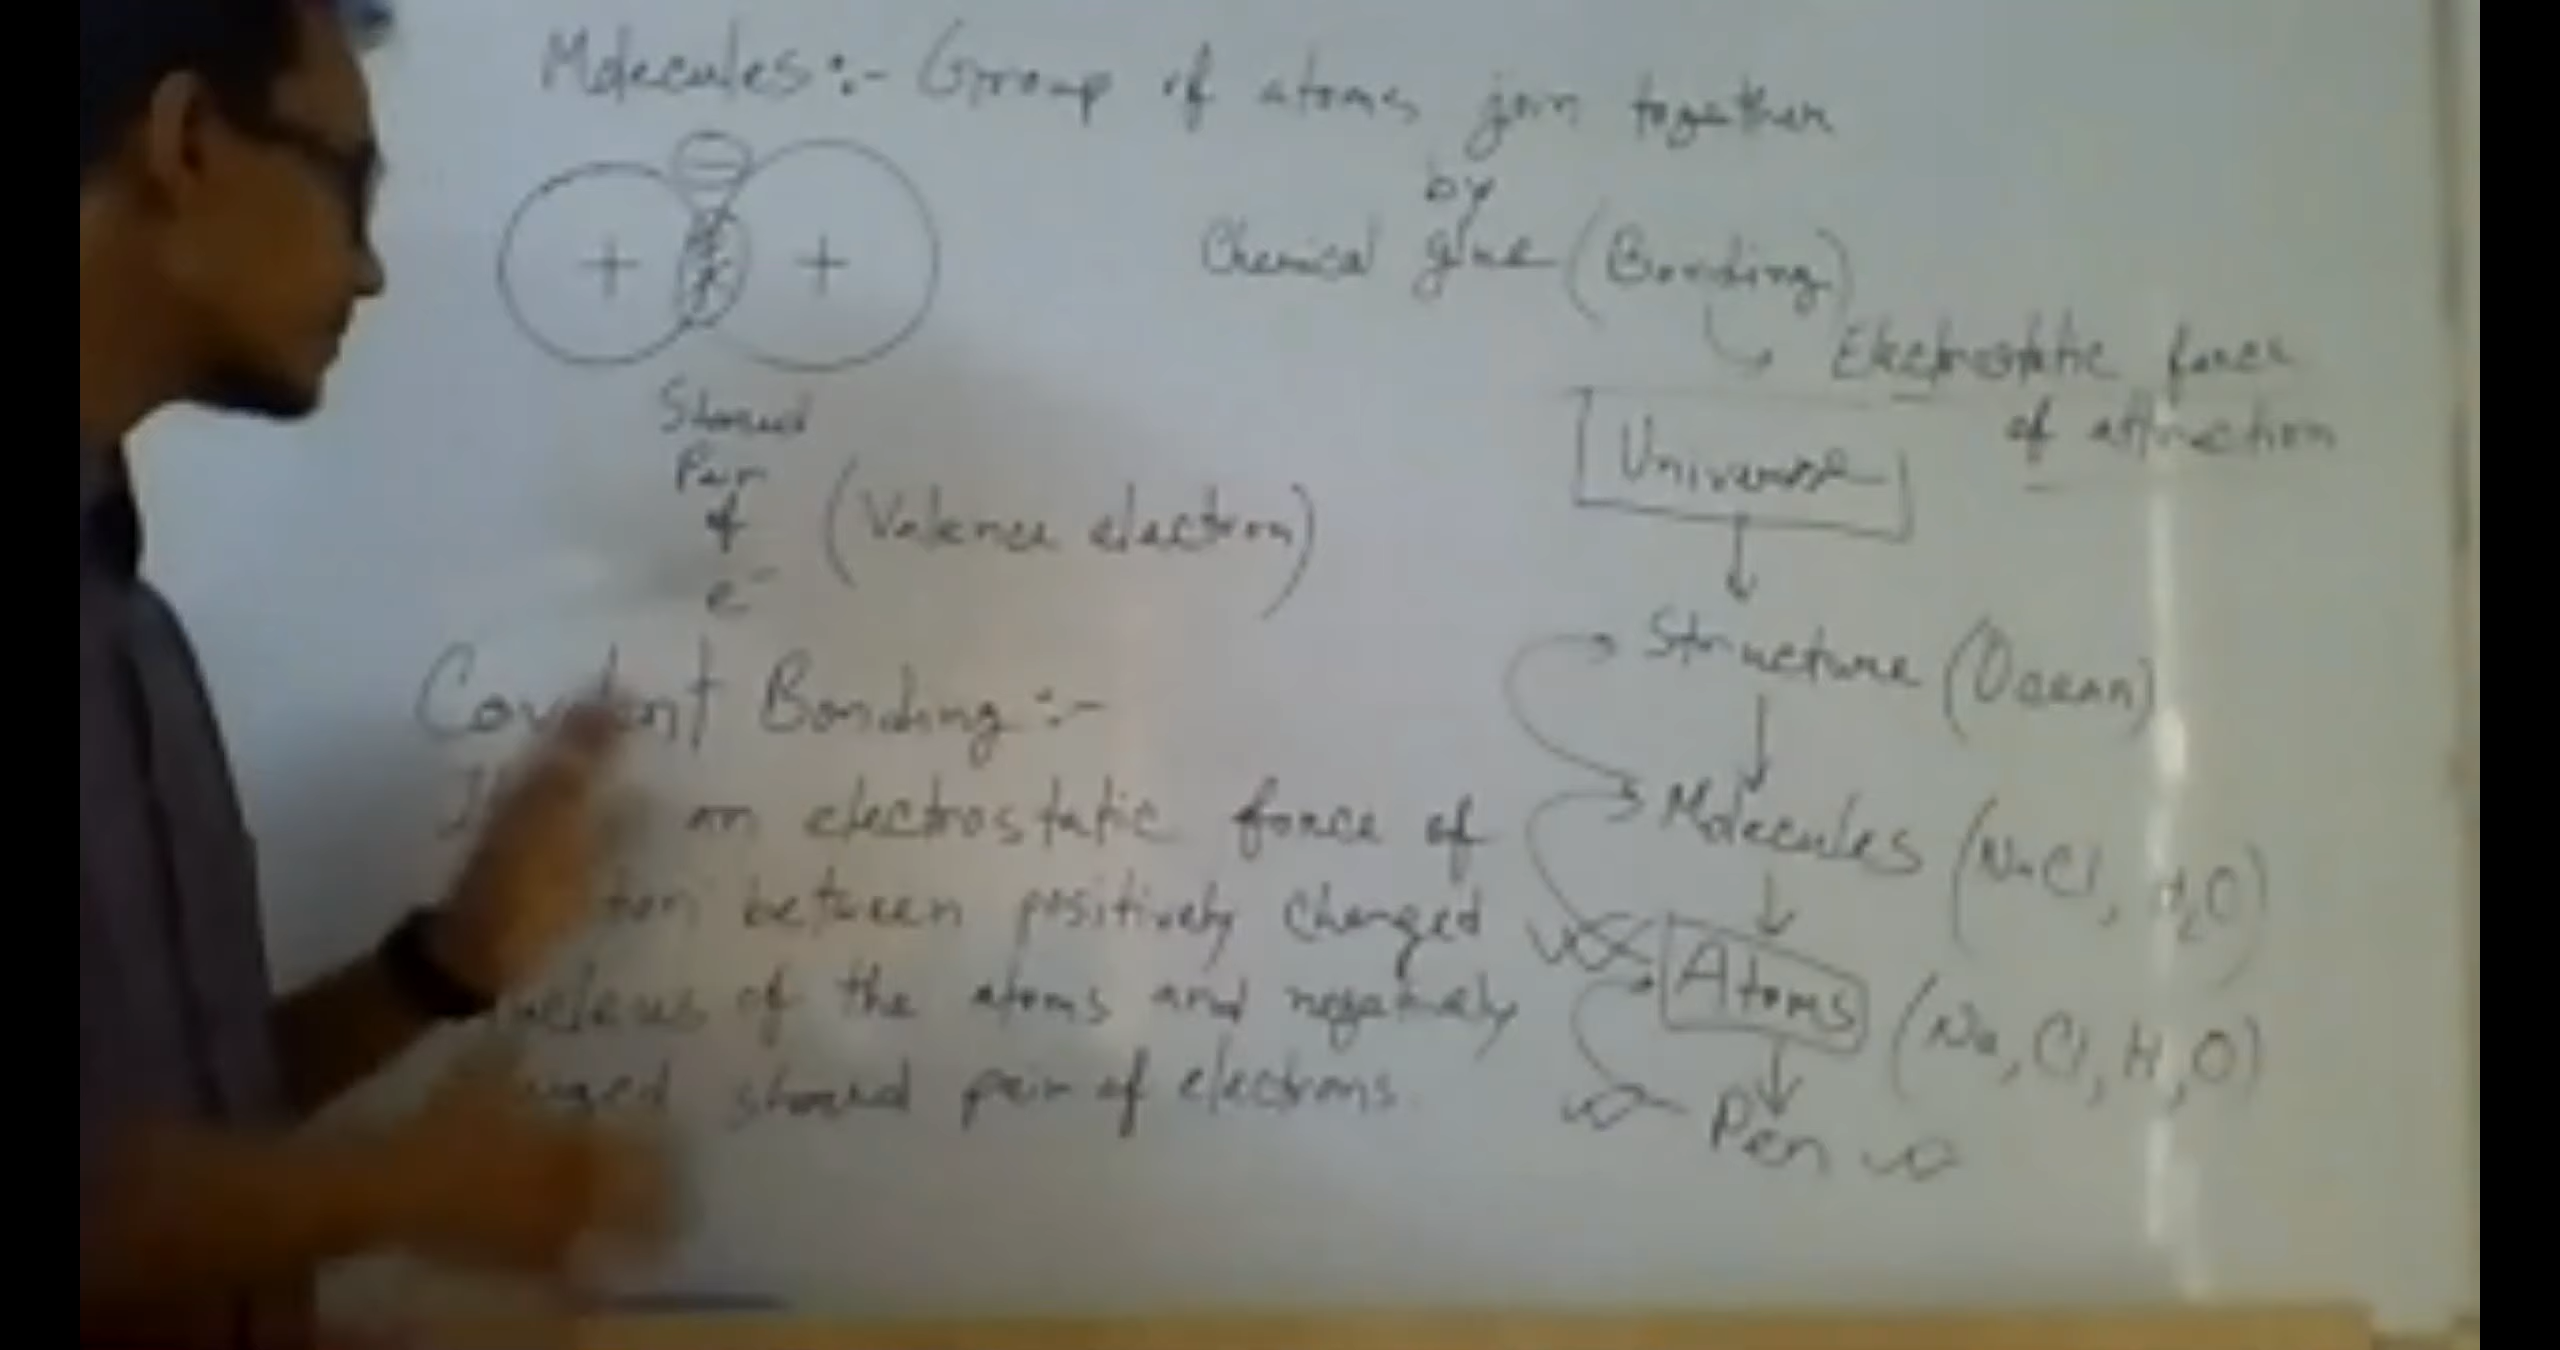 Molecules:- Group of atoms join together
by
Chemical glue (Bonding)
Electrostatic forces
of attraction
−
+ +
Shared
Pair
of
e⁻
(Valence electron)
Covalent Bonding:-
an electrostatic force of
between positively charged
nucleus of the atoms and negatively
shared pair of electrons.
Universe
Structure (Ocean)
Molecules (NaCl, H₂O)
Atoms (Na, Cl, H, O)
Pen